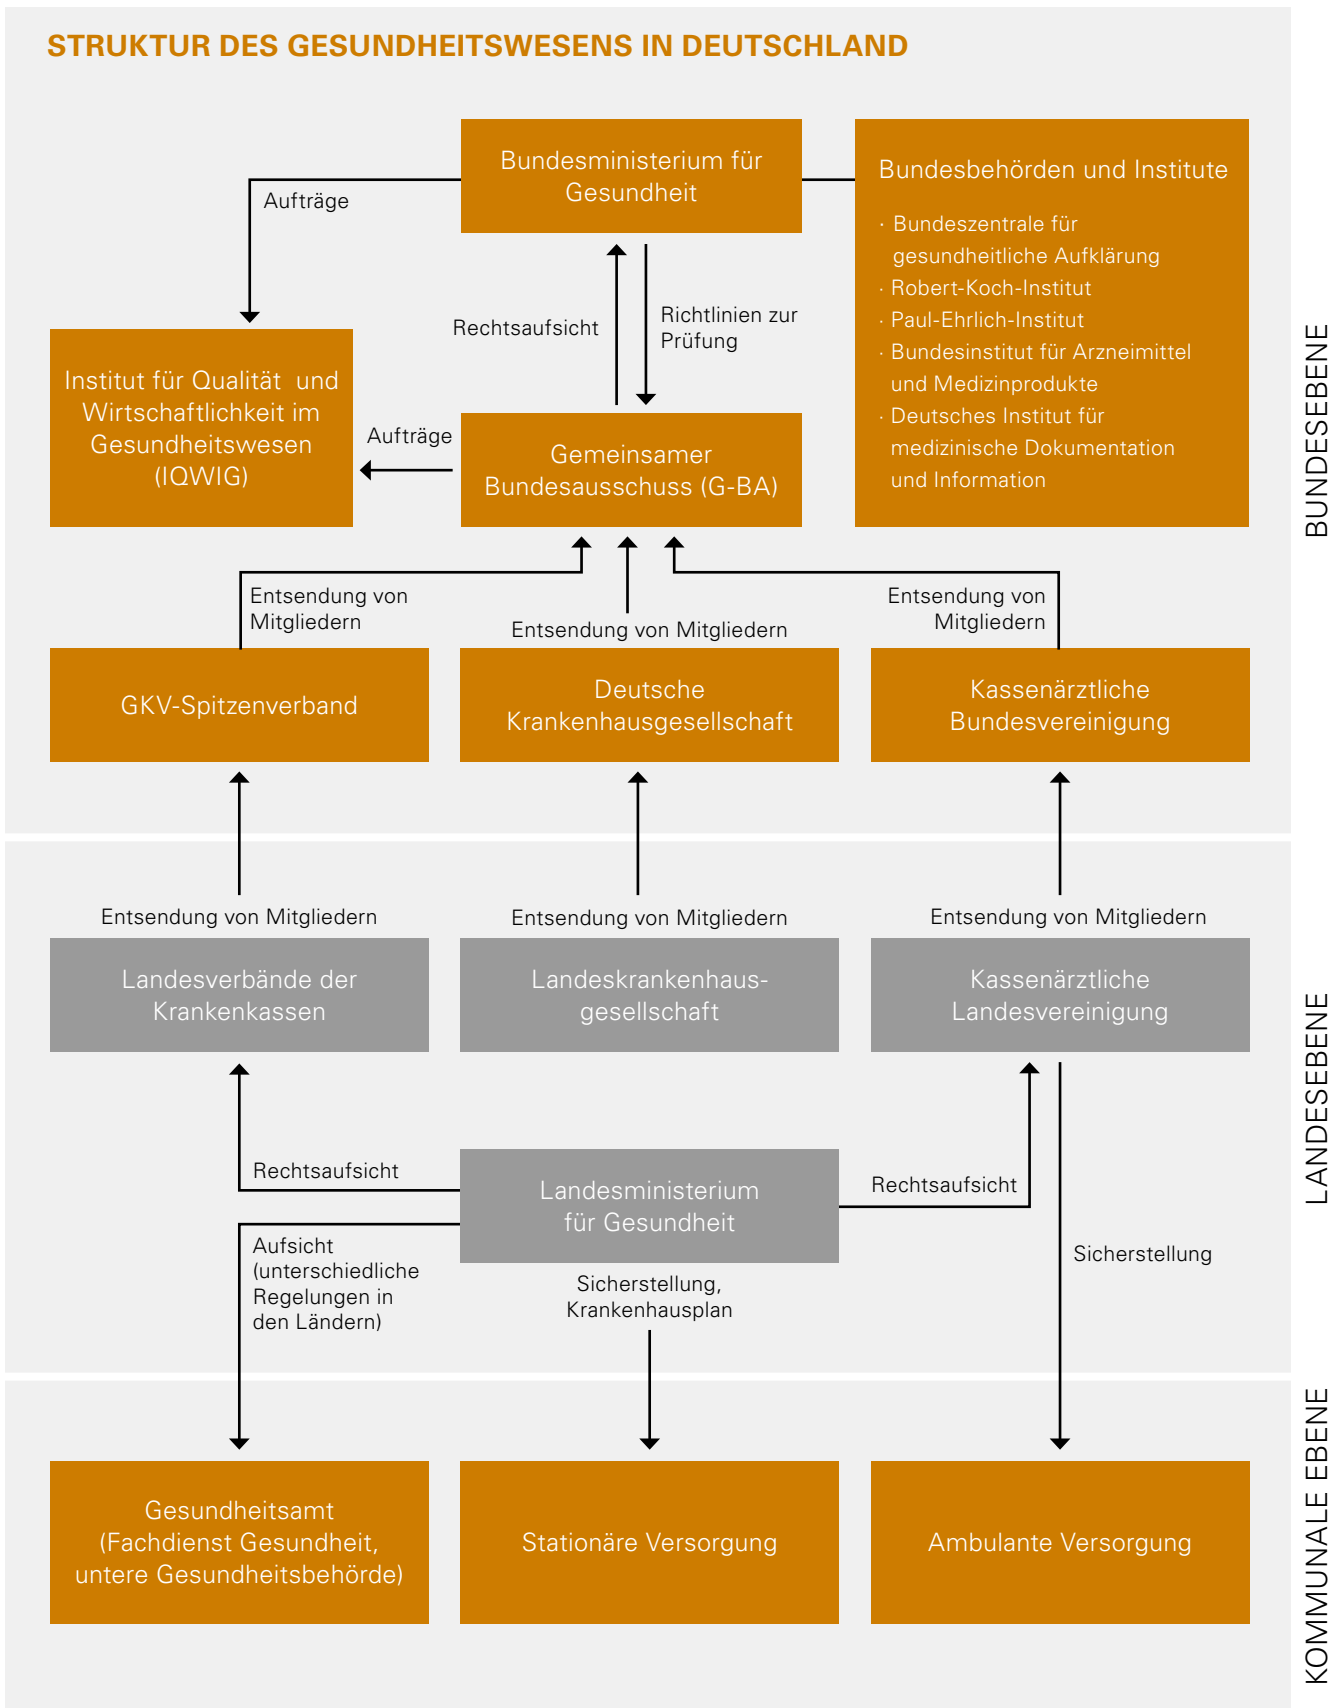 STRUKTUR DES GESUNDHEITSWESENS IN DEUTSCHLAND
Bundesministerium für
Gesundheit
Bundesbehörden und Institute
· Bundeszentrale für
gesundheitliche Aufklärung
· Robert-Koch-Institut
· Paul-Ehrlich-Institut
· Bundesinstitut für Arzneimittel
und Medizinprodukte
· Deutsches Institut für
medizinische Dokumentation
und Information
Aufträge
Rechtsaufsicht
Richtlinien zur
Prüfung
Institut für Qualität und
Wirtschaftlichkeit im
Gesundheitswesen
(IQWIG)
Aufträge
Gemeinsamer
Bundesausschuss (G-BA)
Entsendung von
Mitgliedern
Entsendung von Mitgliedern
Entsendung von
Mitgliedern
GKV-Spitzenverband
Deutsche
Krankenhausgesellschaft
Kassenärztliche
Bundesvereinigung
BUNDESEBENE
Entsendung von Mitgliedern
Entsendung von Mitgliedern
Entsendung von Mitgliedern
Landesverbände der
Krankenkassen
Landeskrankenhaus-
gesellschaft
Kassenärztliche
Landesvereinigung
Rechtsaufsicht
Landesministerium
für Gesundheit
Rechtsaufsicht
Aufsicht
(unterschiedliche
Regelungen in
den Ländern)
Sicherstellung,
Krankenhausplan
Sicherstellung
LANDESEBENE
Gesundheitsamt
(Fachdienst Gesundheit,
untere Gesundheitsbehörde)
Stationäre Versorgung
Ambulante Versorgung
KOMMUNALE EBENE